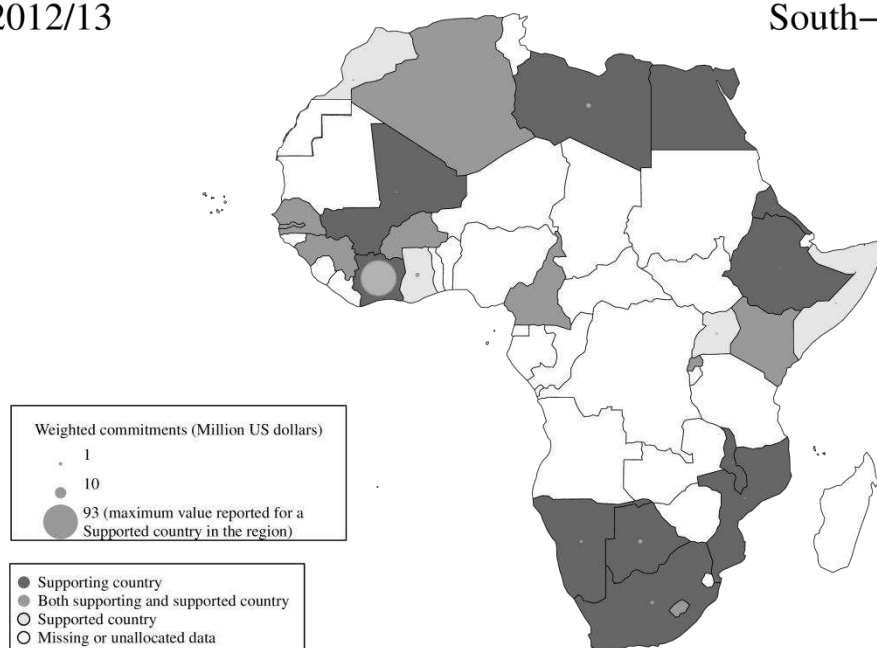 2012/13
South–
Weighted commitments (Million US dollars)
1
10
93 (maximum value reported for a
Supported country in the region)
Supporting country
Both supporting and supported country
Supported country
Missing or unallocated data